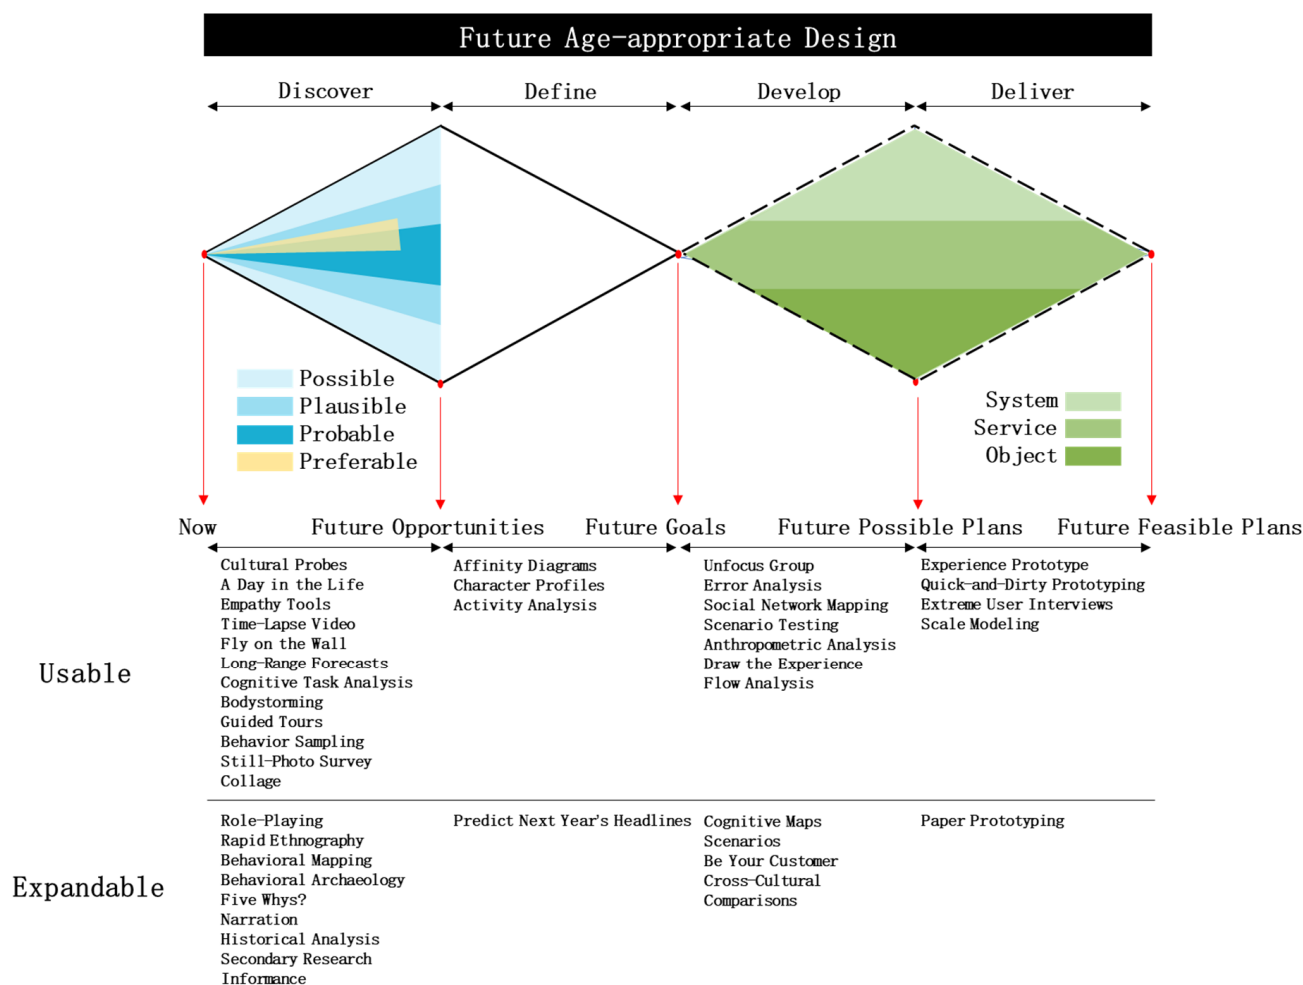 Future Age-appropriate Design
Discover
Define
Develop
Deliver
Possible
Plausible
Probable
Preferable
System
Service
Object
Now
Future Opportunities
Future Goals
Future Possible Plans
Future Feasible Plans
Usable
Cultural Probes
A Day in the Life
Empathy Tools
Time-Lapse Video
Fly on the Wall
Long-Range Forecasts
Cognitive Task Analysis
Bodystorming
Guided Tours
Behavior Sampling
Still-Photo Survey
Collage
Affinity Diagrams
Character Profiles
Activity Analysis
Unfocus Group
Error Analysis
Social Network Mapping
Scenario Testing
Anthropometric Analysis
Draw the Experience
Flow Analysis
Experience Prototype
Quick-and-Dirty Prototyping
Extreme User Interviews
Scale Modeling
Expandable
Role-Playing
Rapid Ethnography
Behavioral Mapping
Behavioral Archaeology
Five Whys?
Narration
Historical Analysis
Secondary Research
Informance
Predict Next Year's Headlines
Cognitive Maps
Scenarios
Be Your Customer
Cross-Cultural
Comparisons
Paper Prototyping